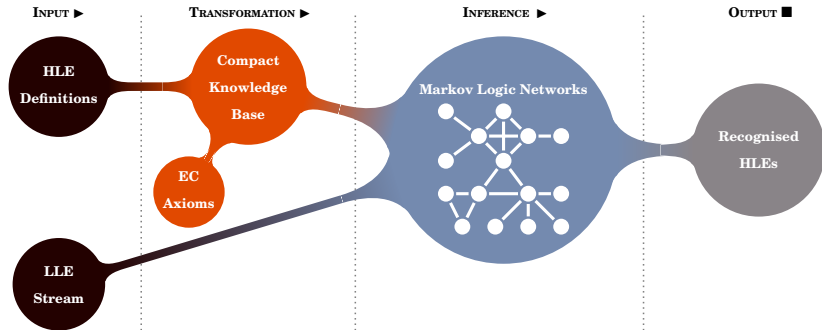 INPUT ▶
TRANSFORMATION ▶
INFERENCE ▶
OUTPUT ■
HLE
Definitions
Compact
Knowledge
Base
EC
Axioms
LLE
Stream
Markov Logic Networks
Recognised
HLEs